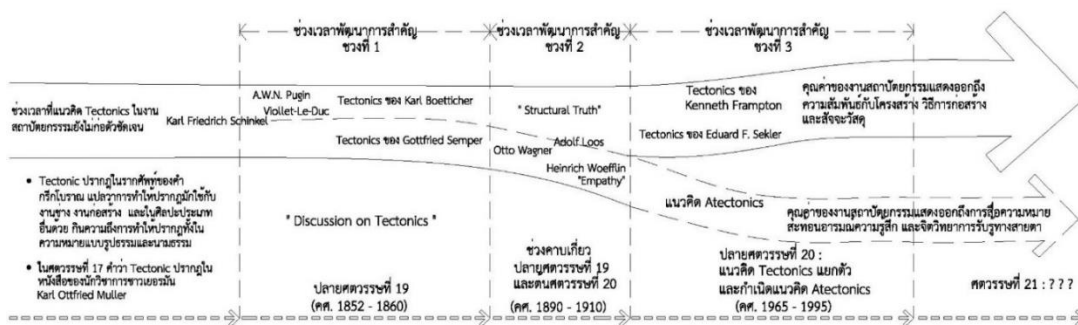 ช่วงเวลาพัฒนาการสำคัญ
ช่วงที่ 1
ช่วงเวลาพัฒนาการสำคัญ
ช่วงที่ 2
ช่วงเวลาพัฒนาการสำคัญ
ช่วงที่ 3
ช่วงเวลาที่แนวคิด Tectonics ในงาน
สถาปัตยกรรรมยังไม่ก่อตัวชัดเจน
Karl Friedrich Schinkel
A.W.N. Pugin
Viollet-Le-Duc
Tectonics ของ Karl Boetticher
Tectonics ของ Gottfried Semper
" Structural Truth"
Adolf Loos
Otto Wagner
Heinrich Woefflin
"Empathy"
Tectonics ของ
Kenneth Frampton
Tectonics ของ Eduard F. Sekler
คุณค่าของงานสถาปัตยกรรมแสดงออกถึง
ความสัมพันธ์กับโครงสร้าง วิธีการก่อสร้าง
และสัจจะวัสดุ
• Tectonic ปรากฏในรากศัพท์ของคำ
กรีกโบราณ แปลว่าการทำให้ปรากฏมักใช้กับ
งานช่าง งานก่อสร้าง และในศิลปะประเภท
อื่นด้วย กินความถึงการทำให้ปรากฏทั้งใน
ความหมายแบบรูปธรรมและนามธรรม
• ในศตวรรษที่ 17 คำว่า Tectonic ปรากฏใน
หนังสือของนักวิชาการชาวเยอรมัน
Karl Ottfried Muller
" Discussion on Tectonics "
แนวคิด Atectonics
คุณค่าของงานสถาปัตยกรรมแสดงออกถึงการสื่อความหมาย
สะท้อนอารมณ์ความรู้สึก และจิตวิทยาการรับรู้ทางสายตา
ปลายศตวรรษที่ 19
(คศ. 1852 - 1860)
ช่วงคาบเกี่ยว
ปลายศตวรรษที่ 19
และต้นศตวรรษที่ 20
(คศ. 1890 - 1910)
ปลายศตวรรษที่ 20 :
แนวคิด Tectonics แยกตัว
และกำเนิดแนวคิด Atectonics
(คศ. 1965 - 1995)
ศตวรรษที่ 21 : ? ? ?